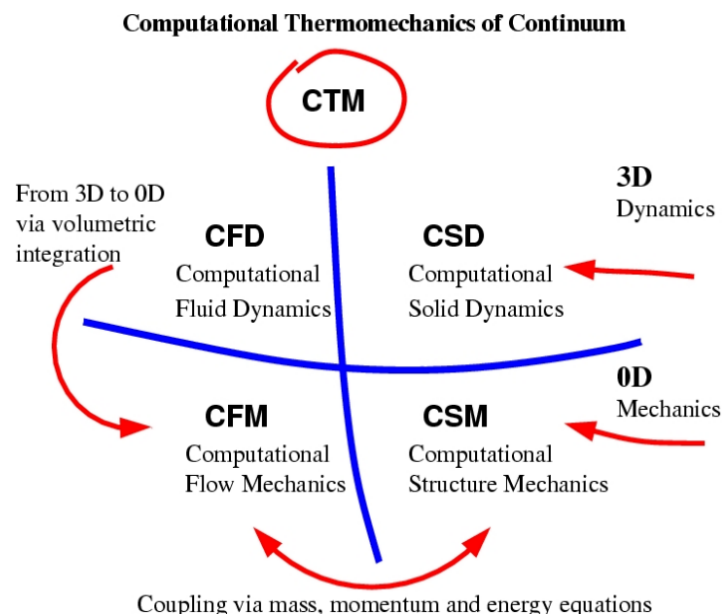 Computational Thermomechanics of Continuum
CTM
From 3D to 0D
via volumetric
integration
3D
Dynamics
CFD
Computational
Fluid Dynamics
CSD
Computational
Solid Dynamics
0D
Mechanics
CFM
Computational
Flow Mechanics
CSM
Computational
Structure Mechanics
Coupling via mass, momentum and energy equations